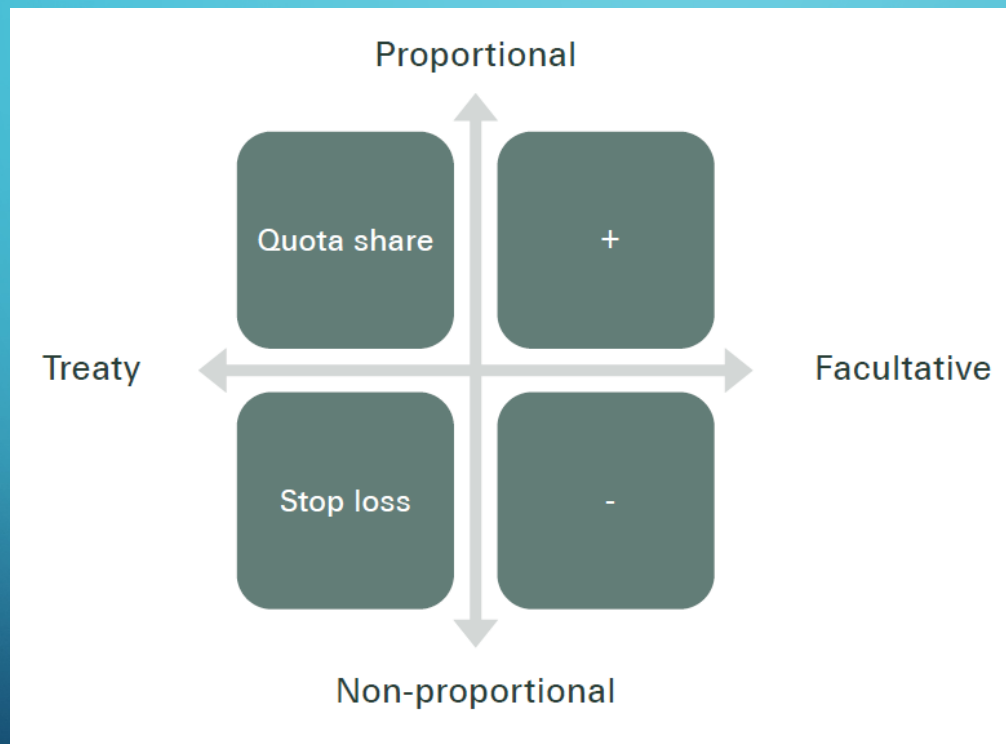 Proportional
Quota share
+
Treaty
Facultative
Stop loss
-
Non-proportional